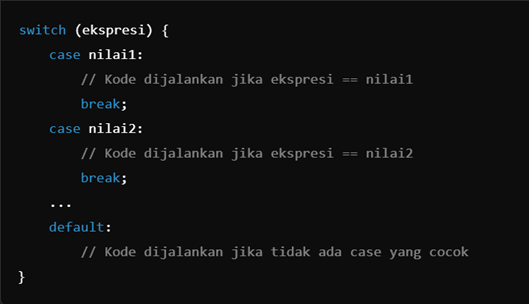 switch (ekspresi) {
    case nilai1:
        // Kode dijalankan jika ekspresi == nilai1
        break;
    case nilai2:
        // Kode dijalankan jika ekspresi == nilai2
        break;
    ...
    default:
        // Kode dijalankan jika tidak ada case yang cocok
}